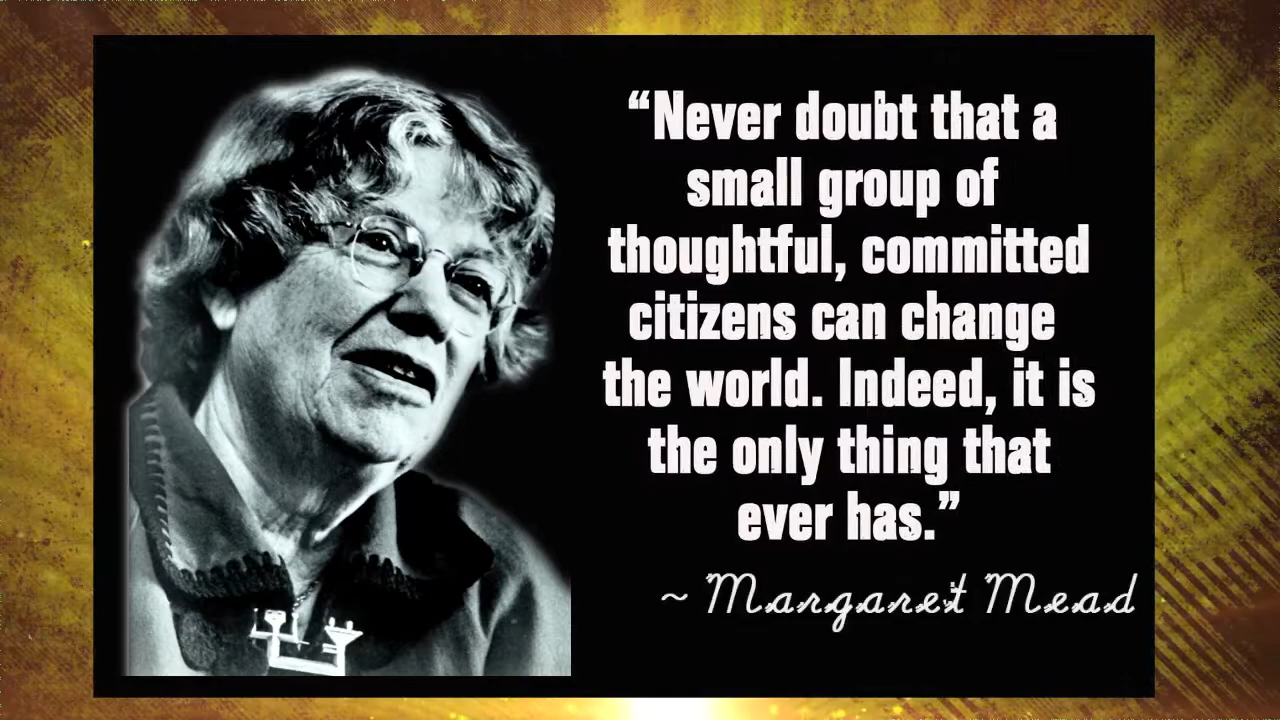 “Never doubt that a
small group of
thoughtful, committed
citizens can change
the world. Indeed, it is
the only thing that
ever has.”
~ Margaret Mead